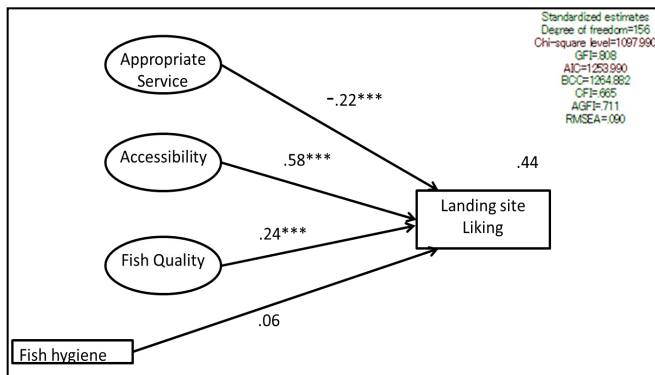 Standardized estimates
Degree of freedom=156
Chi-square level=1097.990
GFI=.808
AIC=1253.990
BCC=1264.882
CFI=.665
AGFI=.711
RMSEA=.090
Appropriate
Service
-.22***
Accessibility
.58***
.44
Landing site
Liking
Fish Quality
.24***
.06
Fish hygiene